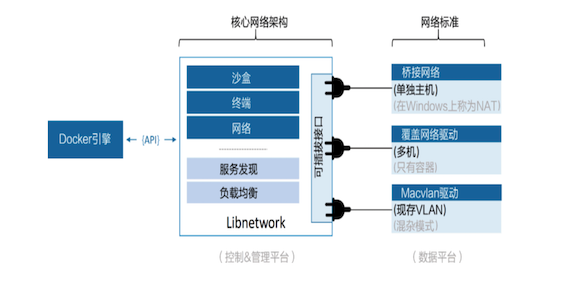 核心网络架构
网络标准
Docker引擎
(API)
沙盒
终端
网络
服务发现
负载均衡
Libnetwork
可插拔接口
桥接网络
(单独主机)
(在Windows上称为NAT)
覆盖网络驱动
(多机)
(只有容器)
Macvlan驱动
(现存VLAN)
(混杂模式)
(控制&管理平台)
(数据平台)